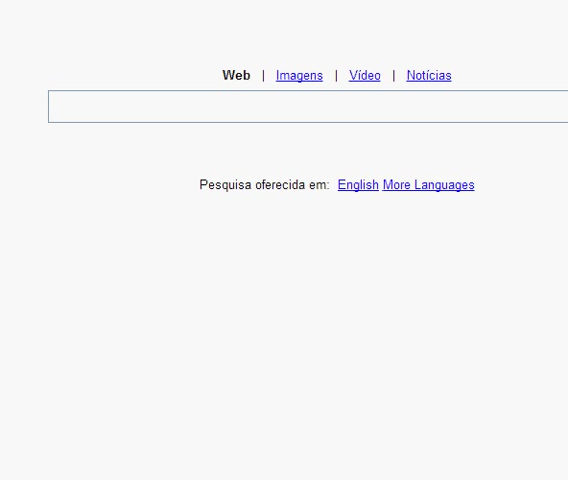 Web | Imagens | Vídeo | Notícias
Pesquisa oferecida em: English More Languages